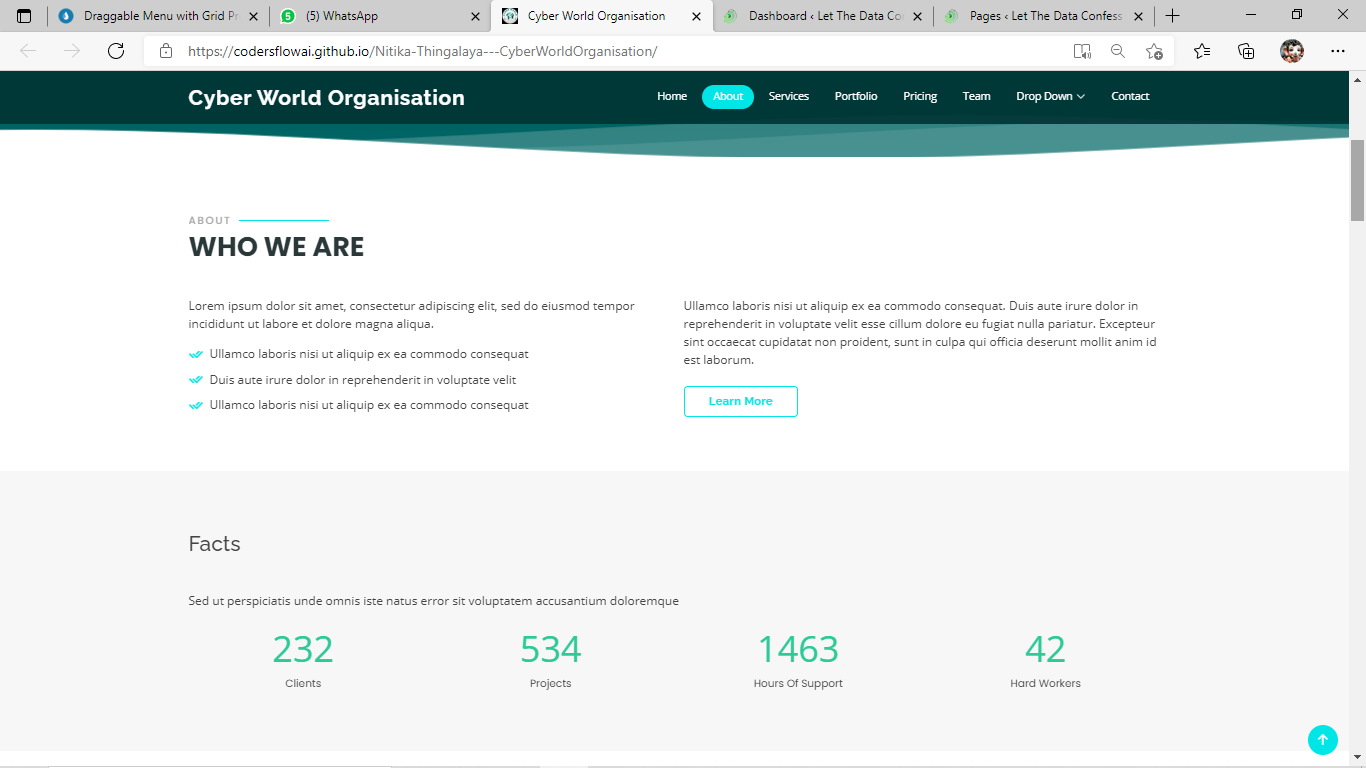 Draggable Menu with Grid Pr
5
(5) WhatsApp
Cyber World Organisation
Dashboard ‹ Let The Data Co
Pages ‹ Let The Data Confess
https://codersflowai.github.io/Nitika-Thingalaya---CyberWorldOrganisation/
Cyber World Organisation
Home About Services Portfolio Pricing Team Drop Down Contact
ABOUT
WHO WE ARE
Lorem ipsum dolor sit amet, consectetur adipiscing elit, sed do eiusmod tempor
incididunt ut labore et dolore magna aliqua.
Ullamco laboris nisi ut aliquip ex ea commodo consequat
Duis aute irure dolor in reprehenderit in voluptate velit
Ullamco laboris nisi ut aliquip ex ea commodo consequat
Ullamco laboris nisi ut aliquip ex ea commodo consequat. Duis aute irure dolor in
reprehenderit in voluptate velit esse cillum dolore eu fugiat nulla pariatur. Excepteur
sint occaecat cupidatat non proident, sunt in culpa qui officia deserunt mollit anim id
est laborum.
Learn More
Facts
Sed ut perspiciatis unde omnis iste natus error sit voluptatem accusantium doloremque
232
Clients
534
Projects
1463
Hours Of Support
42
Hard Workers